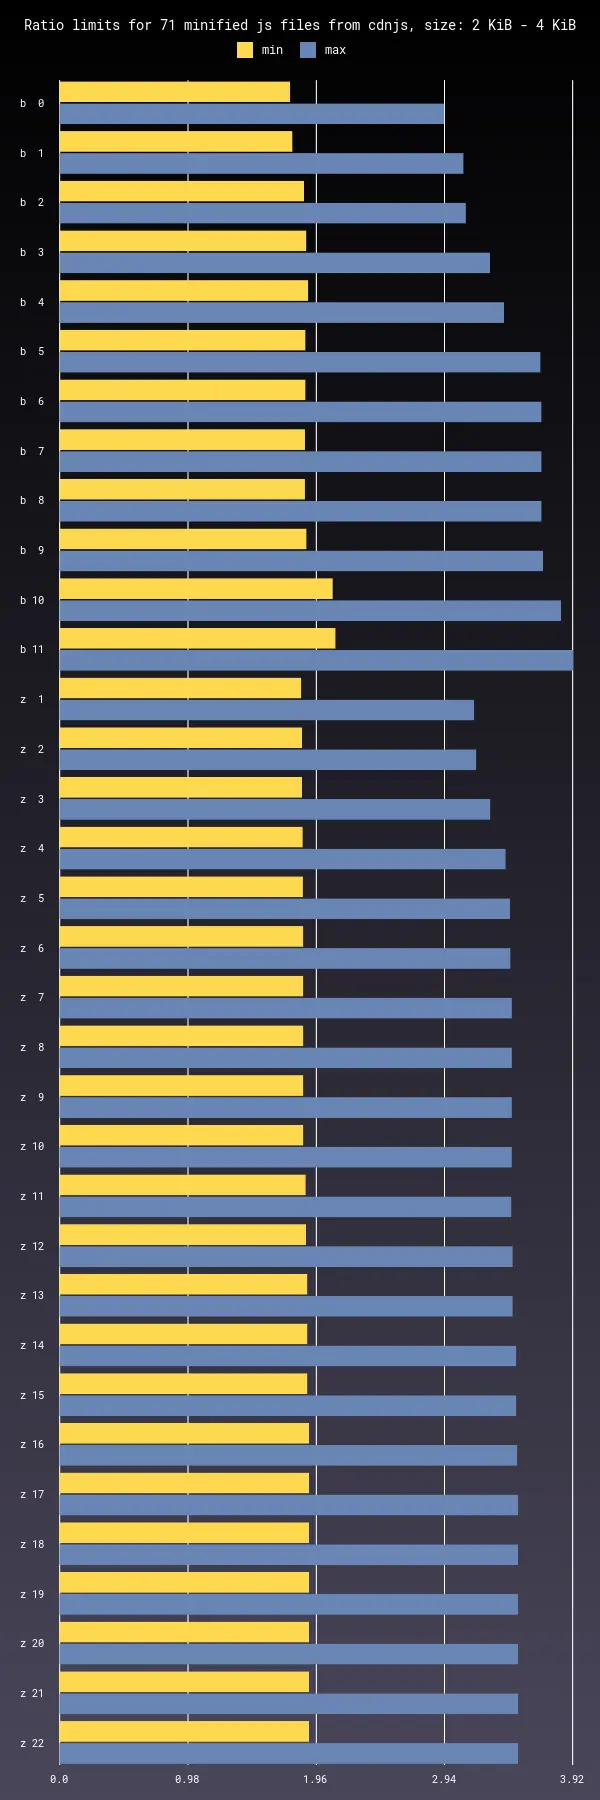 Ratio limits for 71 minified js files from cdnjs, size: 2 KiB - 4 KiB
min max
b 0
b 1
b 2
b 3
b 4
b 5
b 6
b 7
b 8
b 9
b 10
b 11
z 1
z 2
z 3
z 4
z 5
z 6
z 7
z 8
z 9
z 10
z 11
z 12
z 13
z 14
z 15
z 16
z 17
z 18
z 19
z 20
z 21
z 22
0.0 0.98 1.96 2.94 3.92